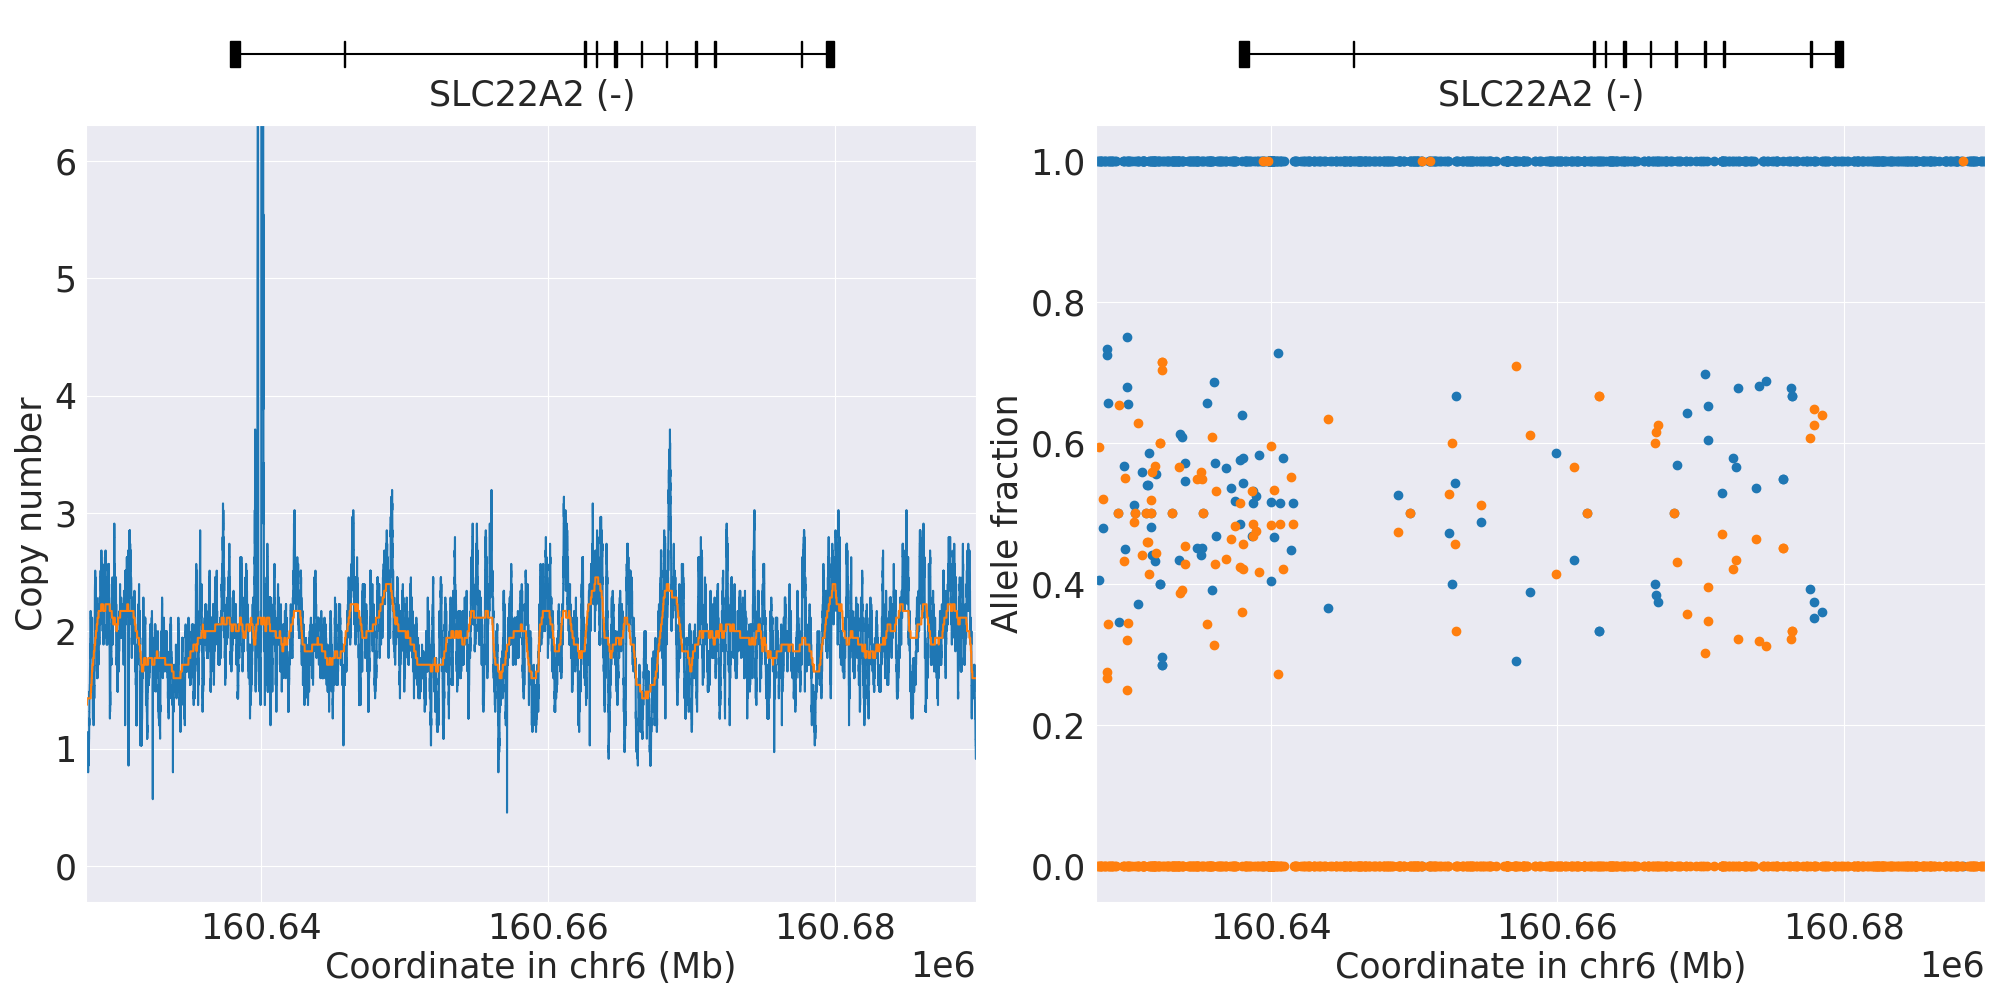 SLC22A2 (-)
Copy number
6
5
4
3
2
1
0
160.64
160.66
160.68
Coordinate in chr6 (Mb)
1e6
SLC22A2 (-)
Allele fraction
1.0
0.8
0.6
0.4
0.2
0.0
160.64
160.66
160.68
Coordinate in chr6 (Mb)
1e6